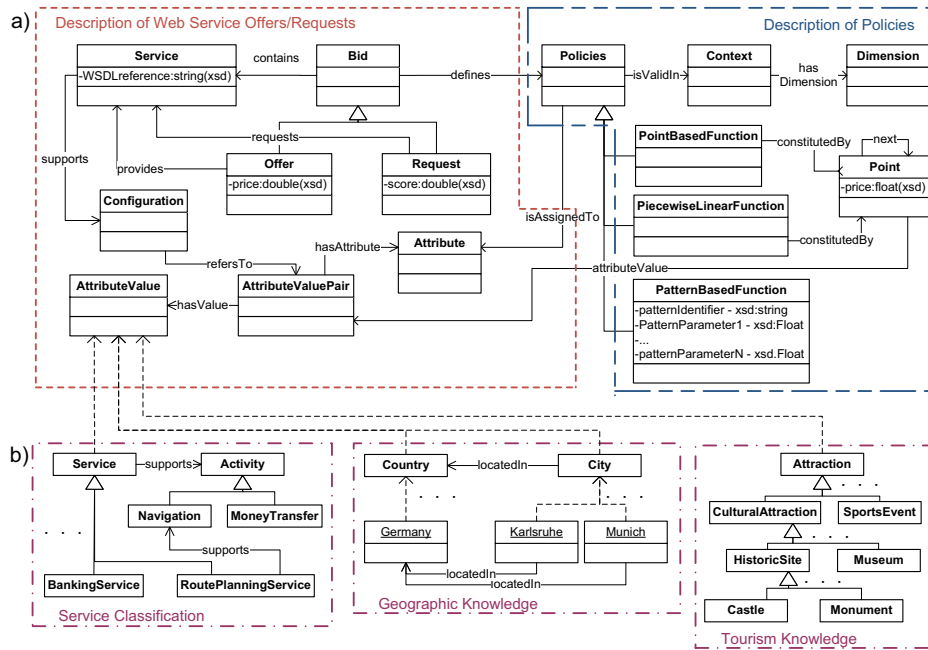 a)
Description of Web Service Offers/Requests
Description of Policies
Service
-WSDLreference:string(xsd)
contains
Bid
defines
Policies
isValidIn
Context
has
Dimension
Dimension
supports
requests
provides
Offer
-price:double(xsd)
Request
-score:double(xsd)
PointBasedFunction
constitutedBy
next
Point
-price:float(xsd)
Configuration
PiecewiseLinearFunction
constitutedBy
isAssignedTo
hasAttribute
Attribute
refersTo
attributeValue
AttributeValue
hasValue
AttributeValuePair
PatternBasedFunction
-patternIdentifier - xsd:string
-PatternParameter1 - xsd:Float
-...
-patternParameterN - xsd.Float
b)
Service
supports
Activity
Navigation
MoneyTransfer
. . .
supports
BankingService
RoutePlanningService
Service Classification
Country
locatedIn
City
. . .
. . .
Germany
Karlsruhe
Munich
locatedIn
locatedIn
Geographic Knowledge
Attraction
. . .
CulturalAttraction
SportsEvent
. . .
HistoricSite
Museum
. . .
Castle
Monument
Tourism Knowledge